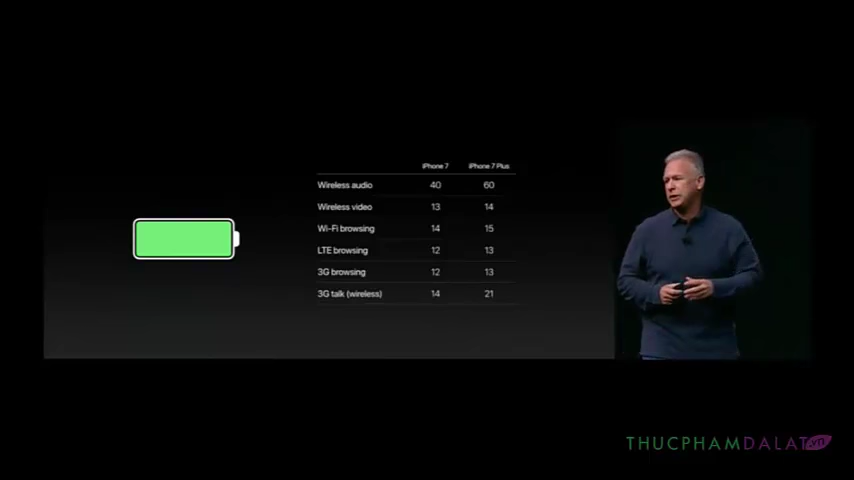 iPhone 7 iPhone 7 Plus
Wireless audio 40 60
Wireless video 13 14
Wi-Fi browsing 14 15
LTE browsing 12 13
3G browsing 12 13
3G talk (wireless) 14 21
THUCPHAMDALAT.vn